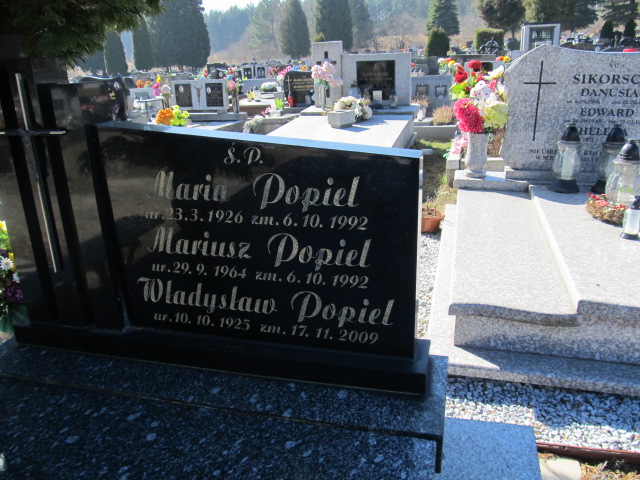 Ś.P.
Maria Popiel
ur.23.3.1926 zm.6.10.1992
Mariusz Popiel
ur.29.9.1964 zm.6.10.1992
Władysław Popiel
ur.10.10.1925 zm.17.11.2009
SIKORSC
DANUSIA
EDWARD
HELE